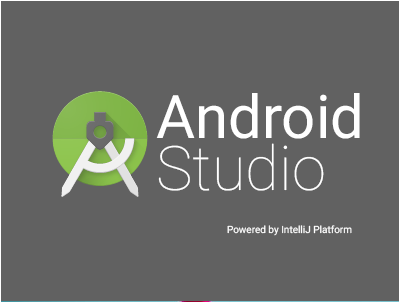 Android
Studio
Powered by IntelliJ Platform